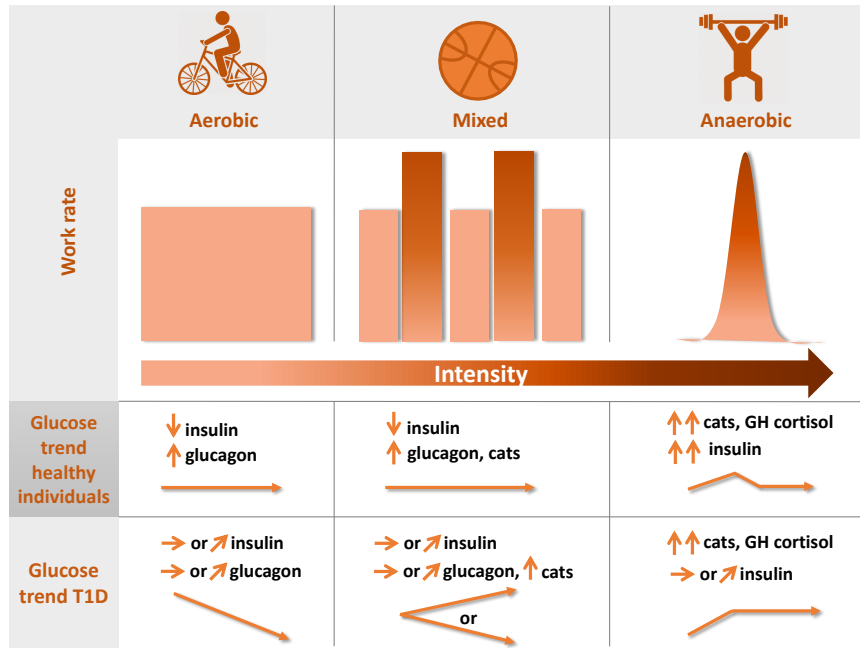 Aerobic
Mixed
Anaerobic
Work rate
Intensity
Glucose
trend
healthy
individuals
insulin
glucagon
insulin
glucagon, cats
cats, GH cortisol
insulin
Glucose
trend T1D
or insulin
or glucagon
or insulin
or glucagon, cats
or
cats, GH cortisol
or insulin